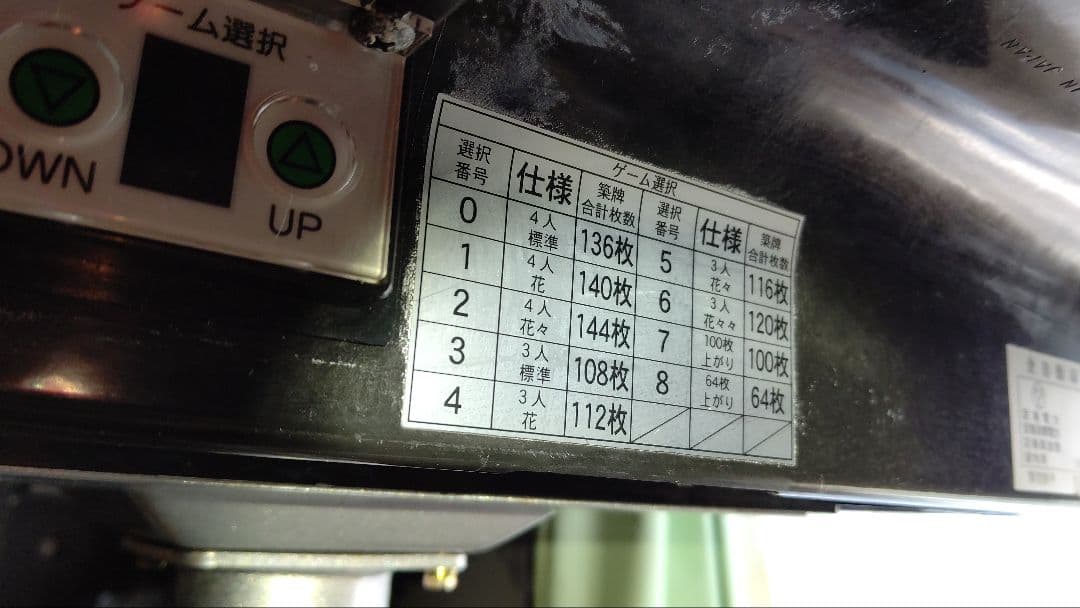 ゲーム選択
DOWN
UP
ゲーム選択
選択番号 仕様 築牌合計枚数 選択番号 仕様 築牌合計枚数
0 4人標準 136枚 5 3人花々 116枚
1 4人花 140枚 6 3人花々々 120枚
2 4人花々 144枚 7 100枚上がり 100枚
3 3人標準 108枚 8 64枚上がり 64枚
4 3人花 112枚
IN JAPAN